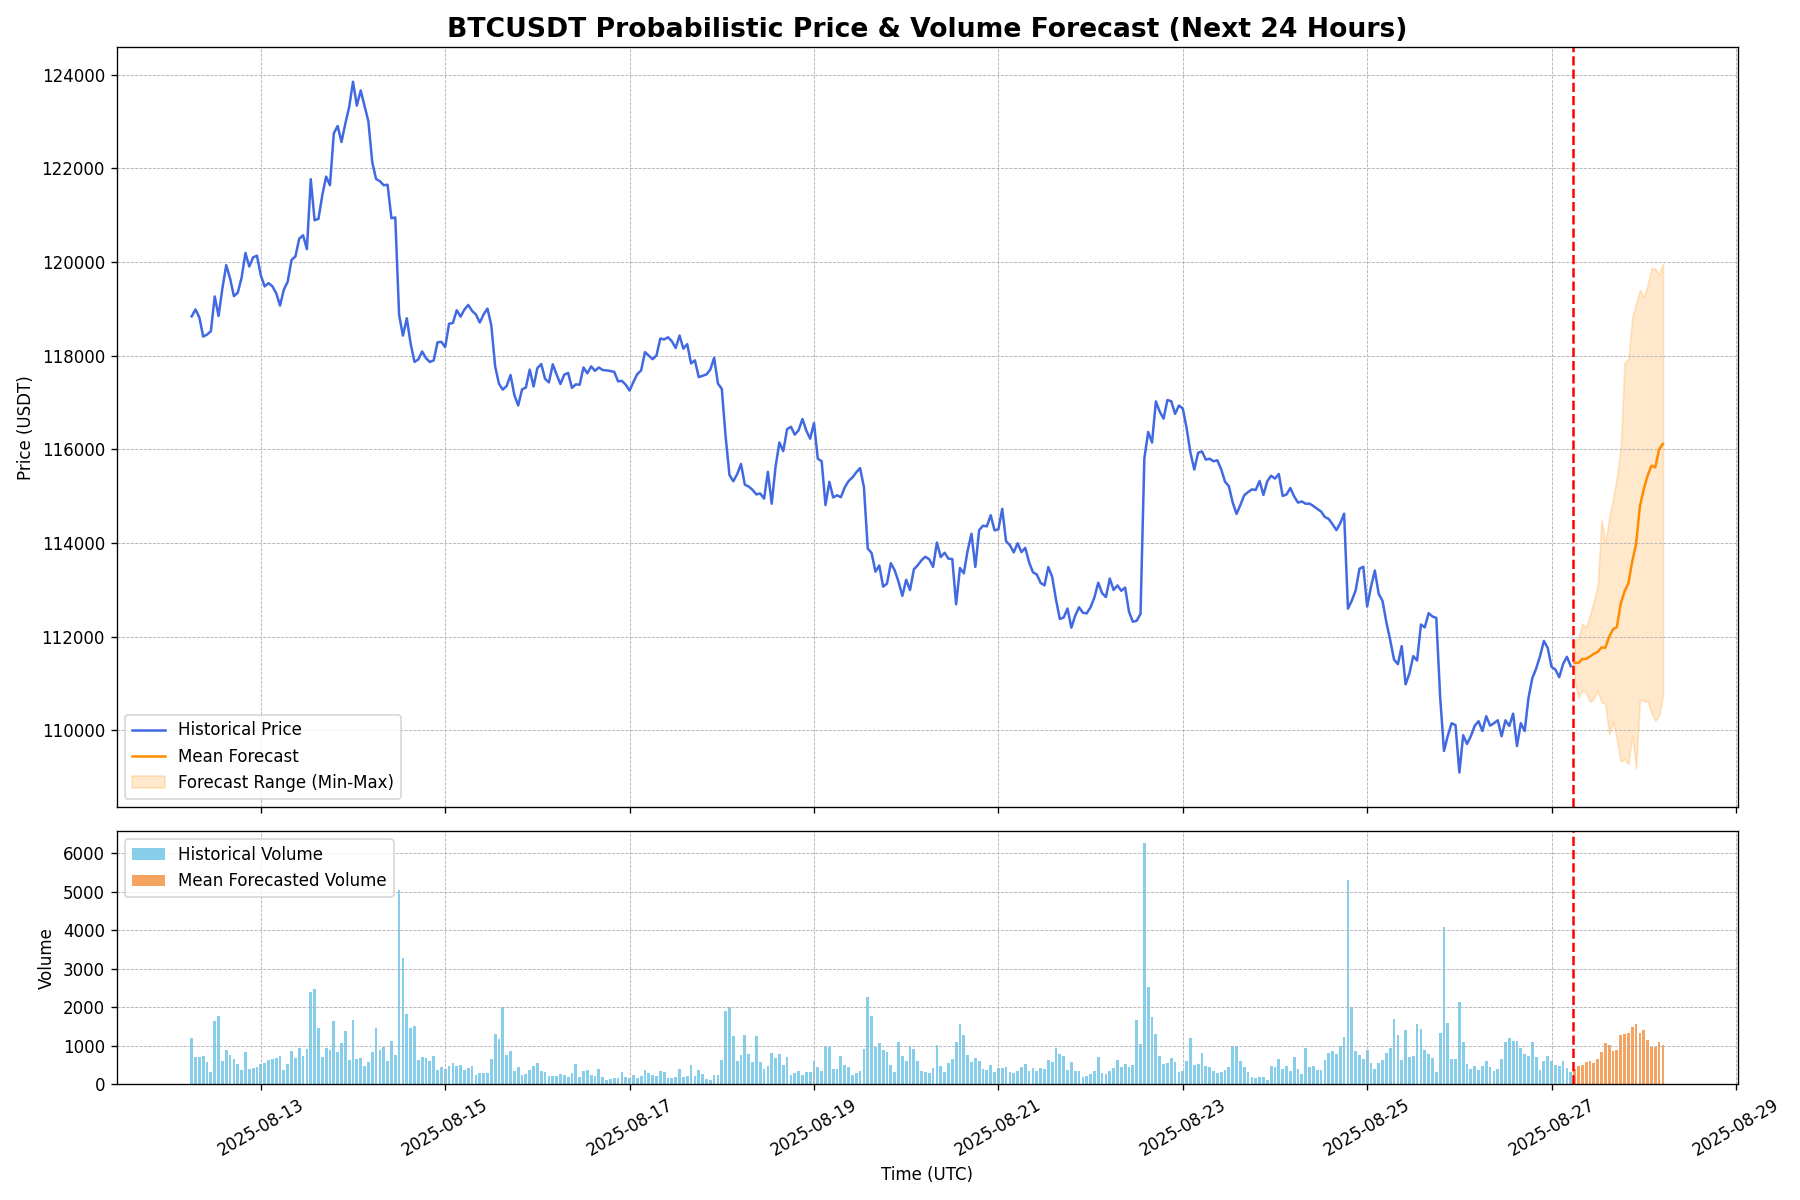 BTCUSDT Probabilistic Price & Volume Forecast (Next 24 Hours)
Price (USDT)
124000
122000
120000
118000
116000
114000
112000
110000
Historical Price
Mean Forecast
Forecast Range (Min-Max)
Volume
6000
5000
4000
3000
2000
1000
0
Historical Volume
Mean Forecasted Volume
2025-08-13
2025-08-15
2025-08-17
2025-08-19
2025-08-21
2025-08-23
2025-08-25
2025-08-27
2025-08-29
Time (UTC)